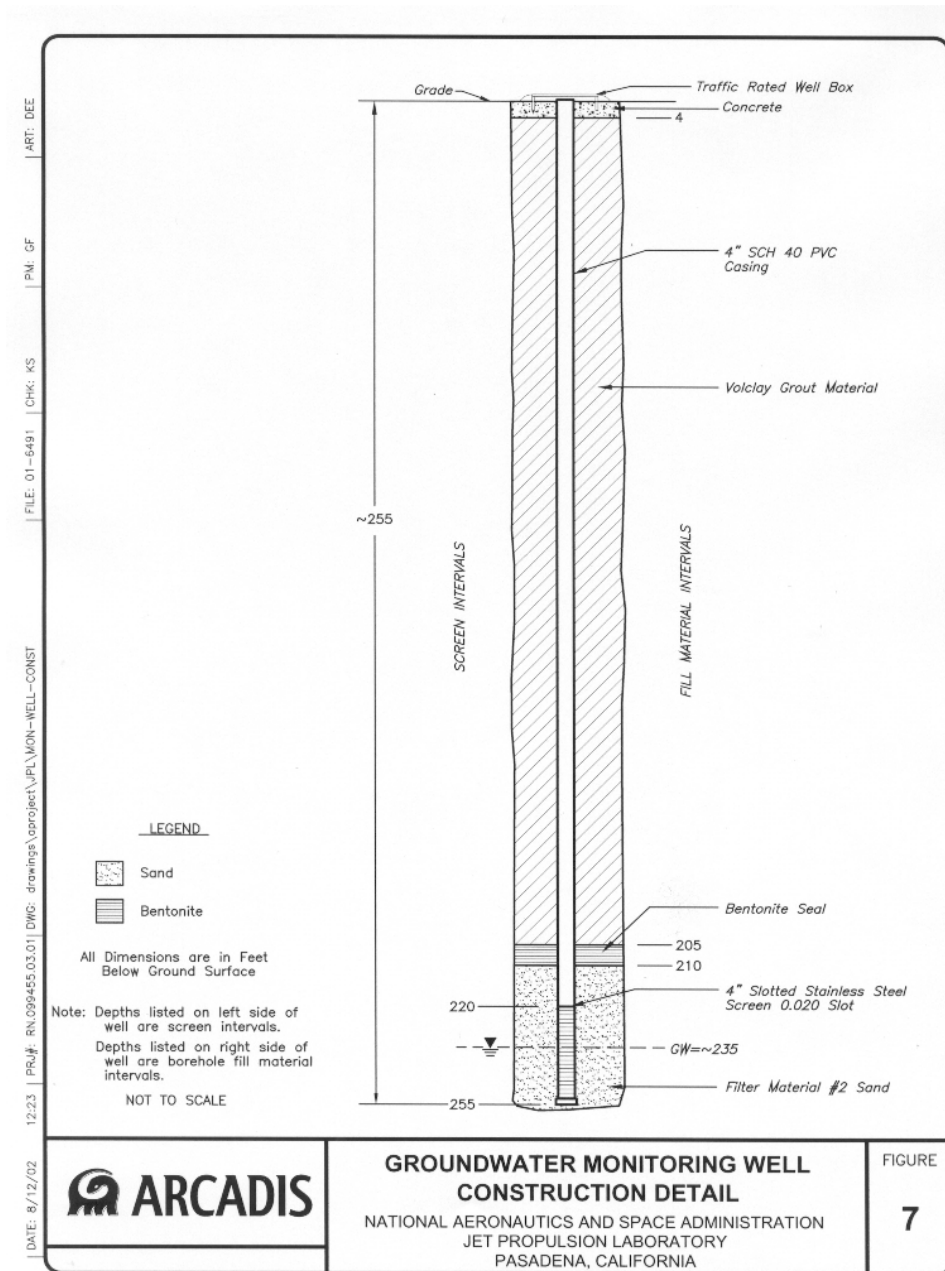 Grade
Traffic Rated Well Box
Concrete
4
4" SCH 40 PVC
Casing
Volclay Grout Material
~255
SCREEN INTERVALS
FILL MATERIAL INTERVALS
LEGEND
Sand
Bentonite
All Dimensions are in Feet
Below Ground Surface
Note: Depths listed on left side of
well are screen intervals.
Depths listed on right side of
well are borehole fill material
intervals.
NOT TO SCALE
Bentonite Seal
205
210
220
4" Slotted Stainless Steel
Screen 0.020 Slot
GW=~235
Filter Material #2 Sand
255
DATE: 8/12/02 12:23 PRJ#: RN.099455.03.01 DWG: drawings\aproject\JPL\MON-WELL-CONST FILE: 01-6491 CHK: KS PM: GF ART: DEE
ARCADIS
GROUNDWATER MONITORING WELL
CONSTRUCTION DETAIL
NATIONAL AERONAUTICS AND SPACE ADMINISTRATION
JET PROPULSION LABORATORY
PASADENA, CALIFORNIA
FIGURE
7